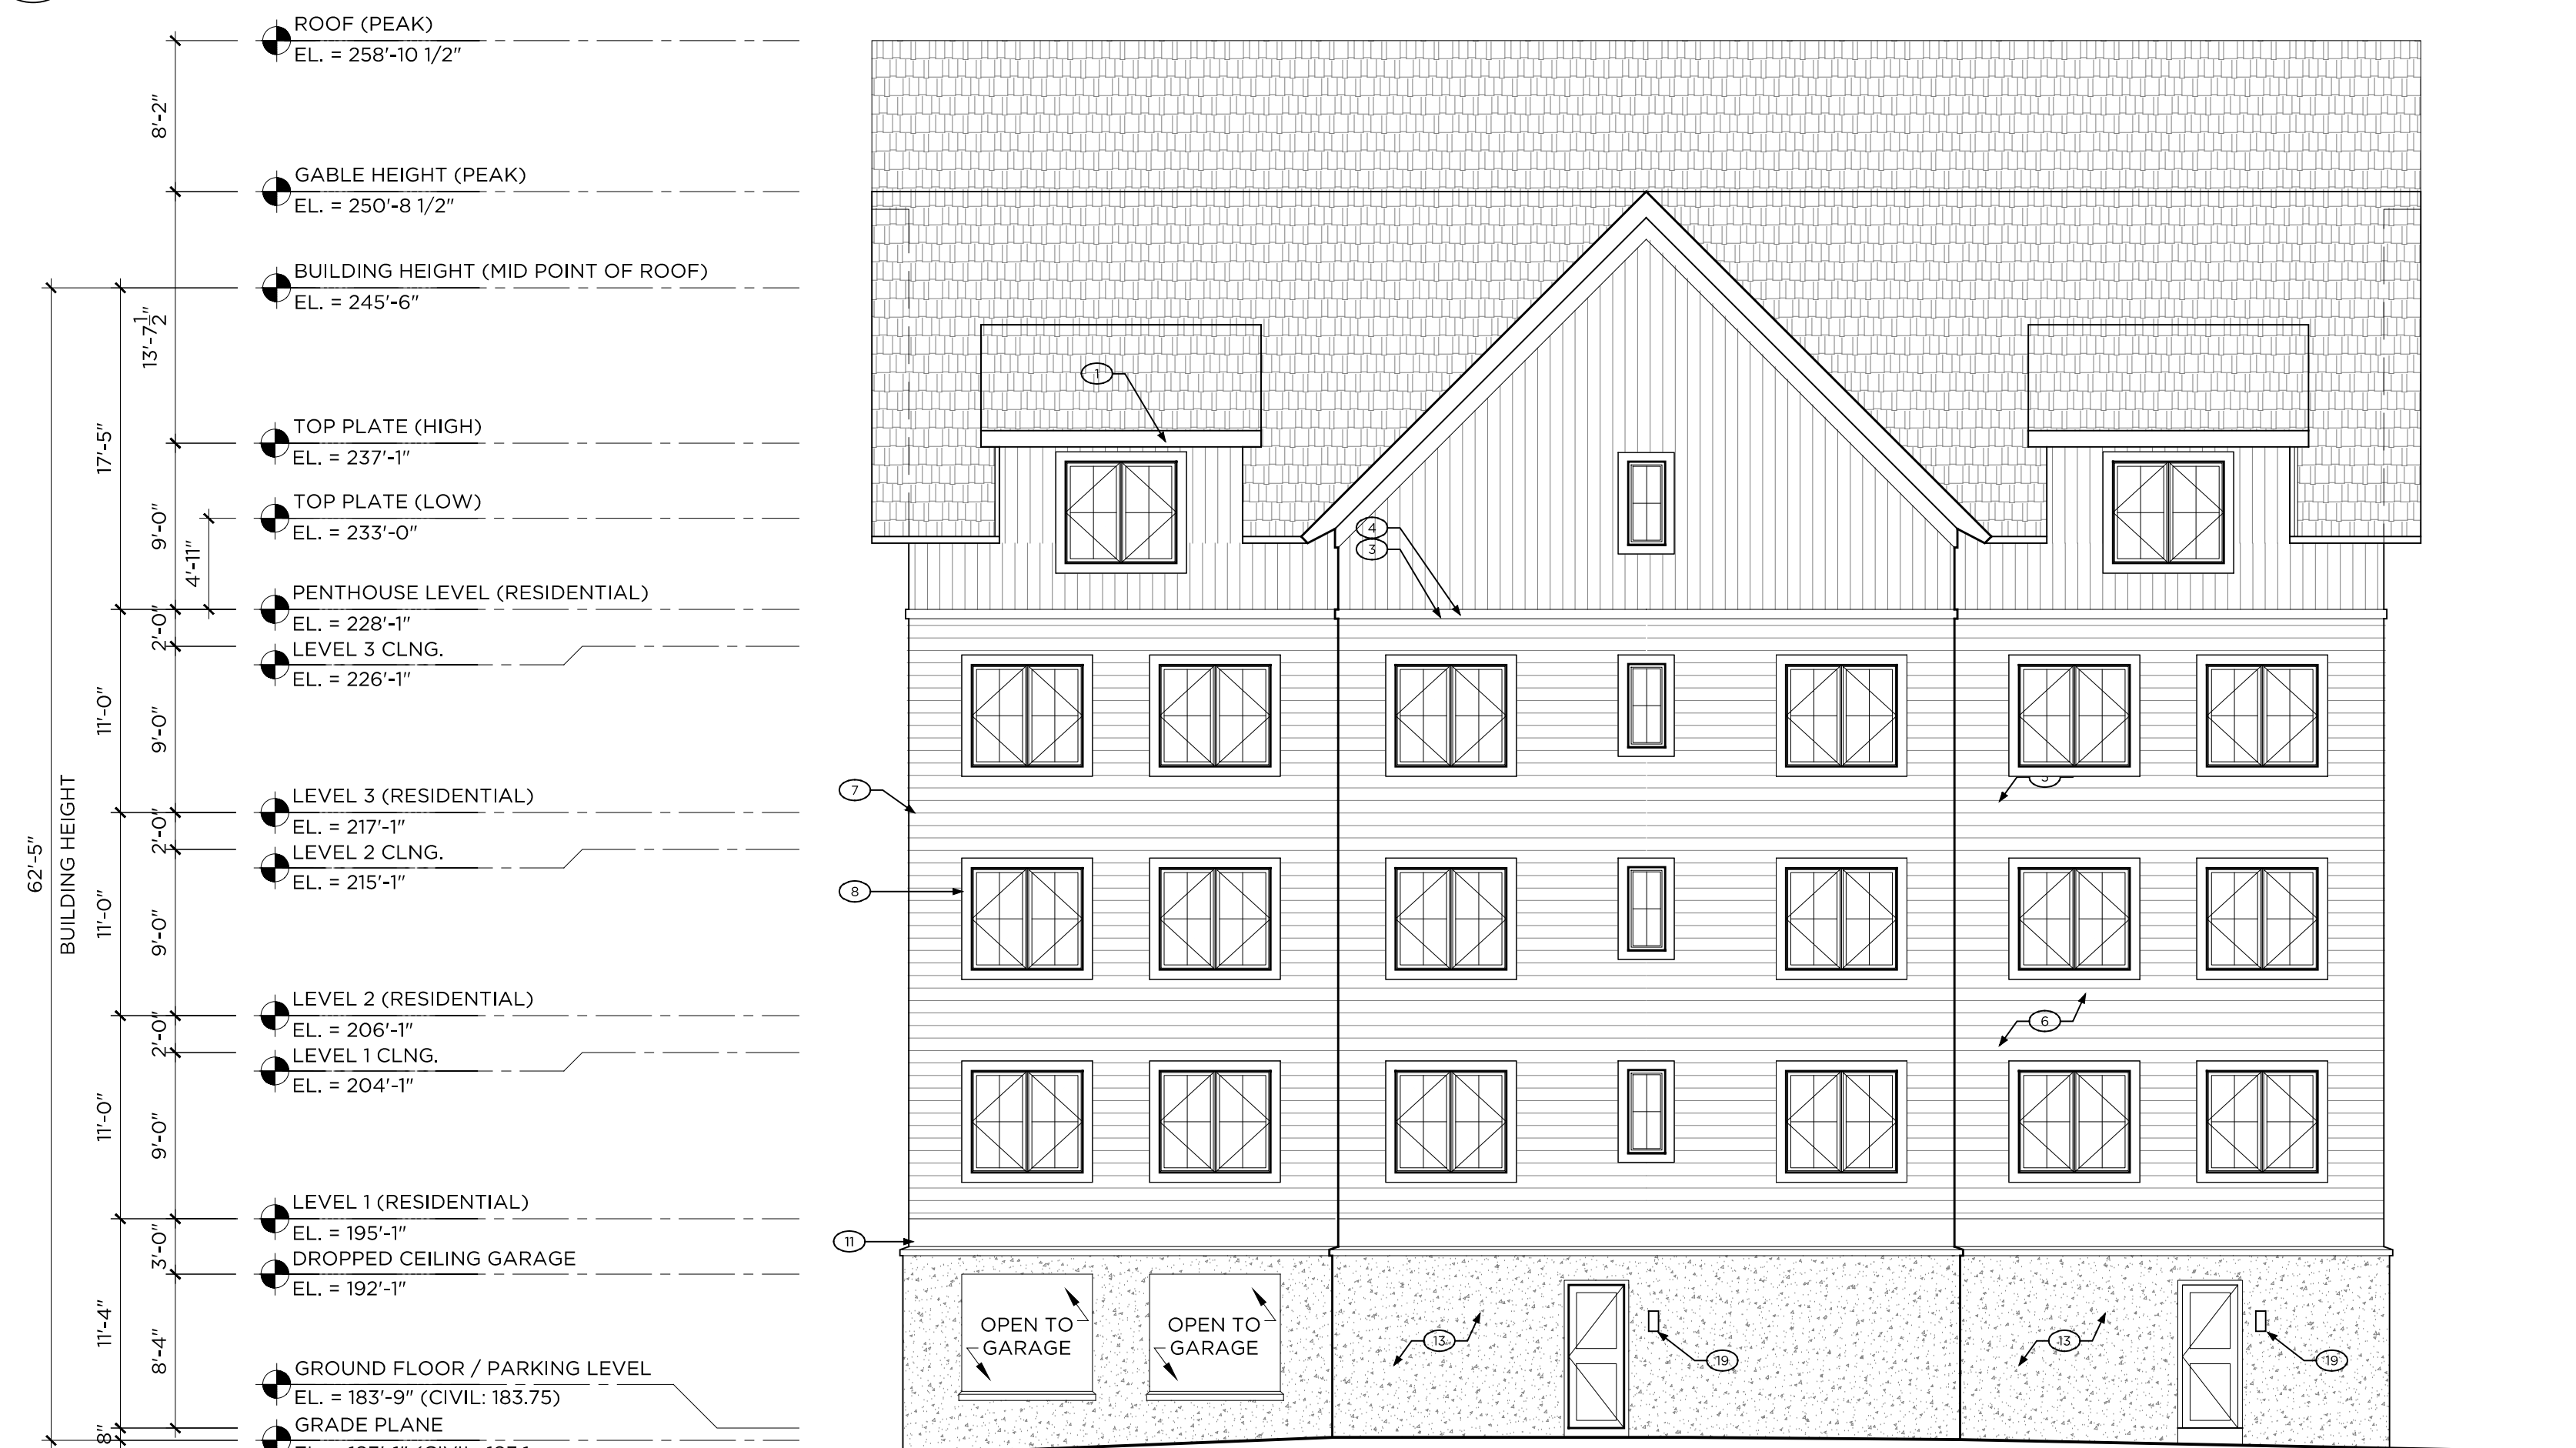 ROOF (PEAK)
EL. = 258'-10 1/2"
8'-2"
GABLE HEIGHT (PEAK)
EL. = 250'-8 1/2"
BUILDING HEIGHT (MID POINT OF ROOF)
EL. = 245'-6"
13'-7 1/2"
1
TOP PLATE (HIGH)
EL. = 237'-1"
17'-5"
TOP PLATE (LOW)
EL. = 233'-0"
9'-0"
4'-11"
4
3
PENTHOUSE LEVEL (RESIDENTIAL)
EL. = 228'-1"
2'-0"
LEVEL 3 CLNG.
EL. = 226'-1"
11'-0"
9'-0"
7
LEVEL 3 (RESIDENTIAL)
EL. = 217'-1"
2'-0"
LEVEL 2 CLNG.
EL. = 215'-1"
62'-5"
BUILDING HEIGHT
11'-0"
9'-0"
8
LEVEL 2 (RESIDENTIAL)
EL. = 206'-1"
2'-0"
6
LEVEL 1 CLNG.
EL. = 204'-1"
11'-0"
9'-0"
LEVEL 1 (RESIDENTIAL)
EL. = 195'-1"
11
3'-0"
DROPPED CEILING GARAGE
EL. = 192'-1"
11'-4"
8'-4"
OPEN TO
GARAGE
OPEN TO
GARAGE
13
19
13
19
GROUND FLOOR / PARKING LEVEL
EL. = 183'-9" (CIVIL: 183.75)
GRADE PLANE
8"